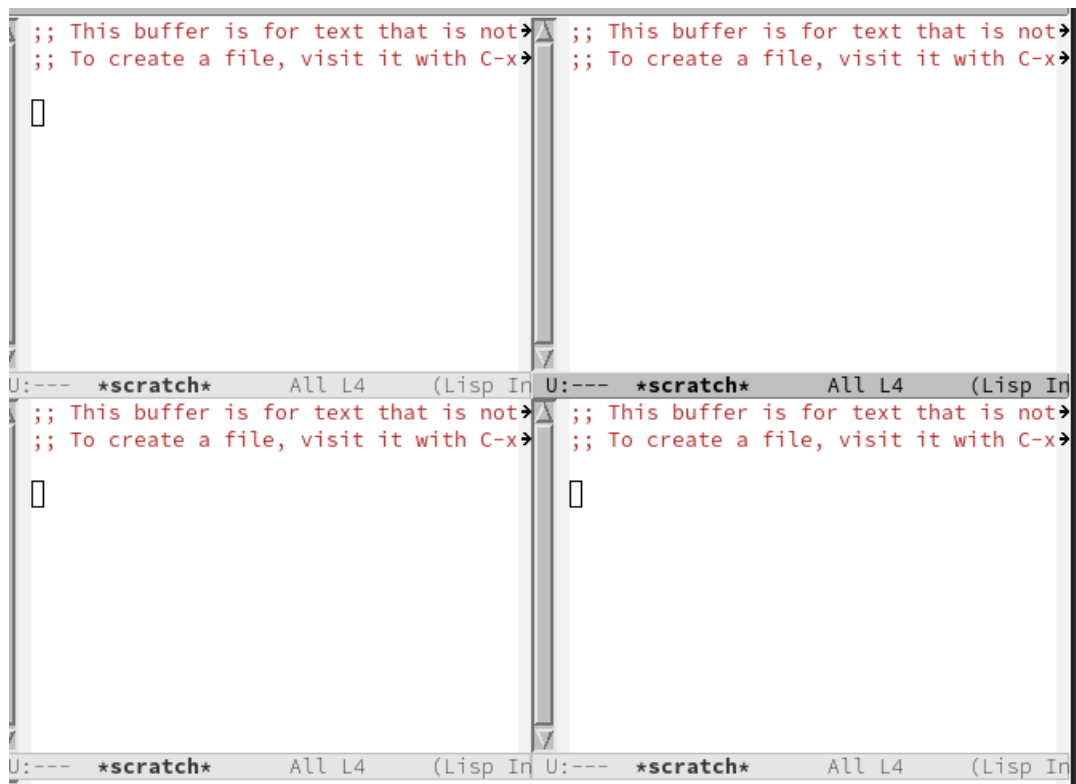 ;; This buffer is for text that is not
;; To create a file, visit it with C-x
U:--- *scratch* All L4 (Lisp In
;; This buffer is for text that is not
;; To create a file, visit it with C-x
U:--- *scratch* All L4 (Lisp In
;; This buffer is for text that is not
;; To create a file, visit it with C-x
U:--- *scratch* All L4 (Lisp In
;; This buffer is for text that is not
;; To create a file, visit it with C-x
U:--- *scratch* All L4 (Lisp In